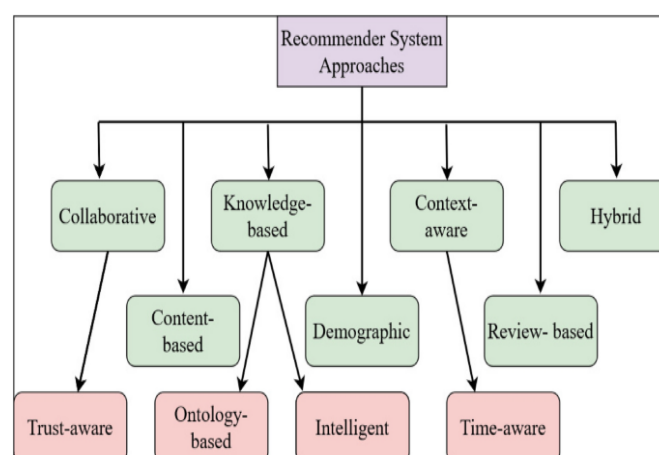 Recommender System
Approaches
Collaborative
Knowledge-
based
Context-
aware
Hybrid
Content-
based
Demographic
Review- based
Trust-aware
Ontology-
based
Intelligent
Time-aware